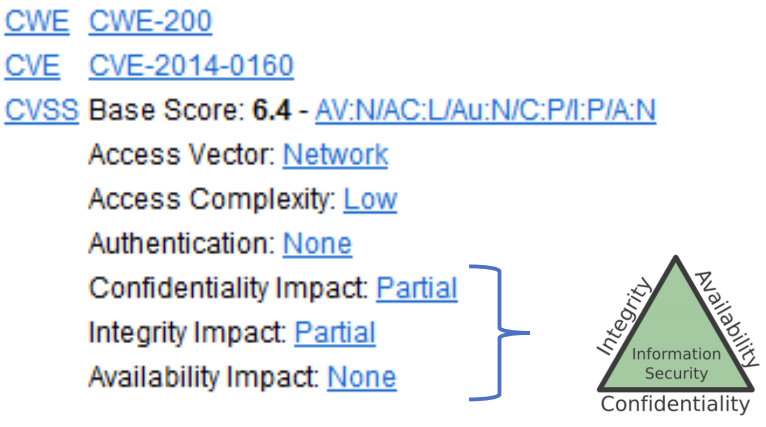 CWE CWE-200
CVE CVE-2014-0160
CVSS Base Score: 6.4 - AV:N/AC:L/Au:N/C:P/I:P/A:N
Access Vector: Network
Access Complexity: Low
Authentication: None
Confidentiality Impact: Partial
Integrity Impact: Partial
Availability Impact: None
Integrity
Availability
Information
Security
Confidentiality